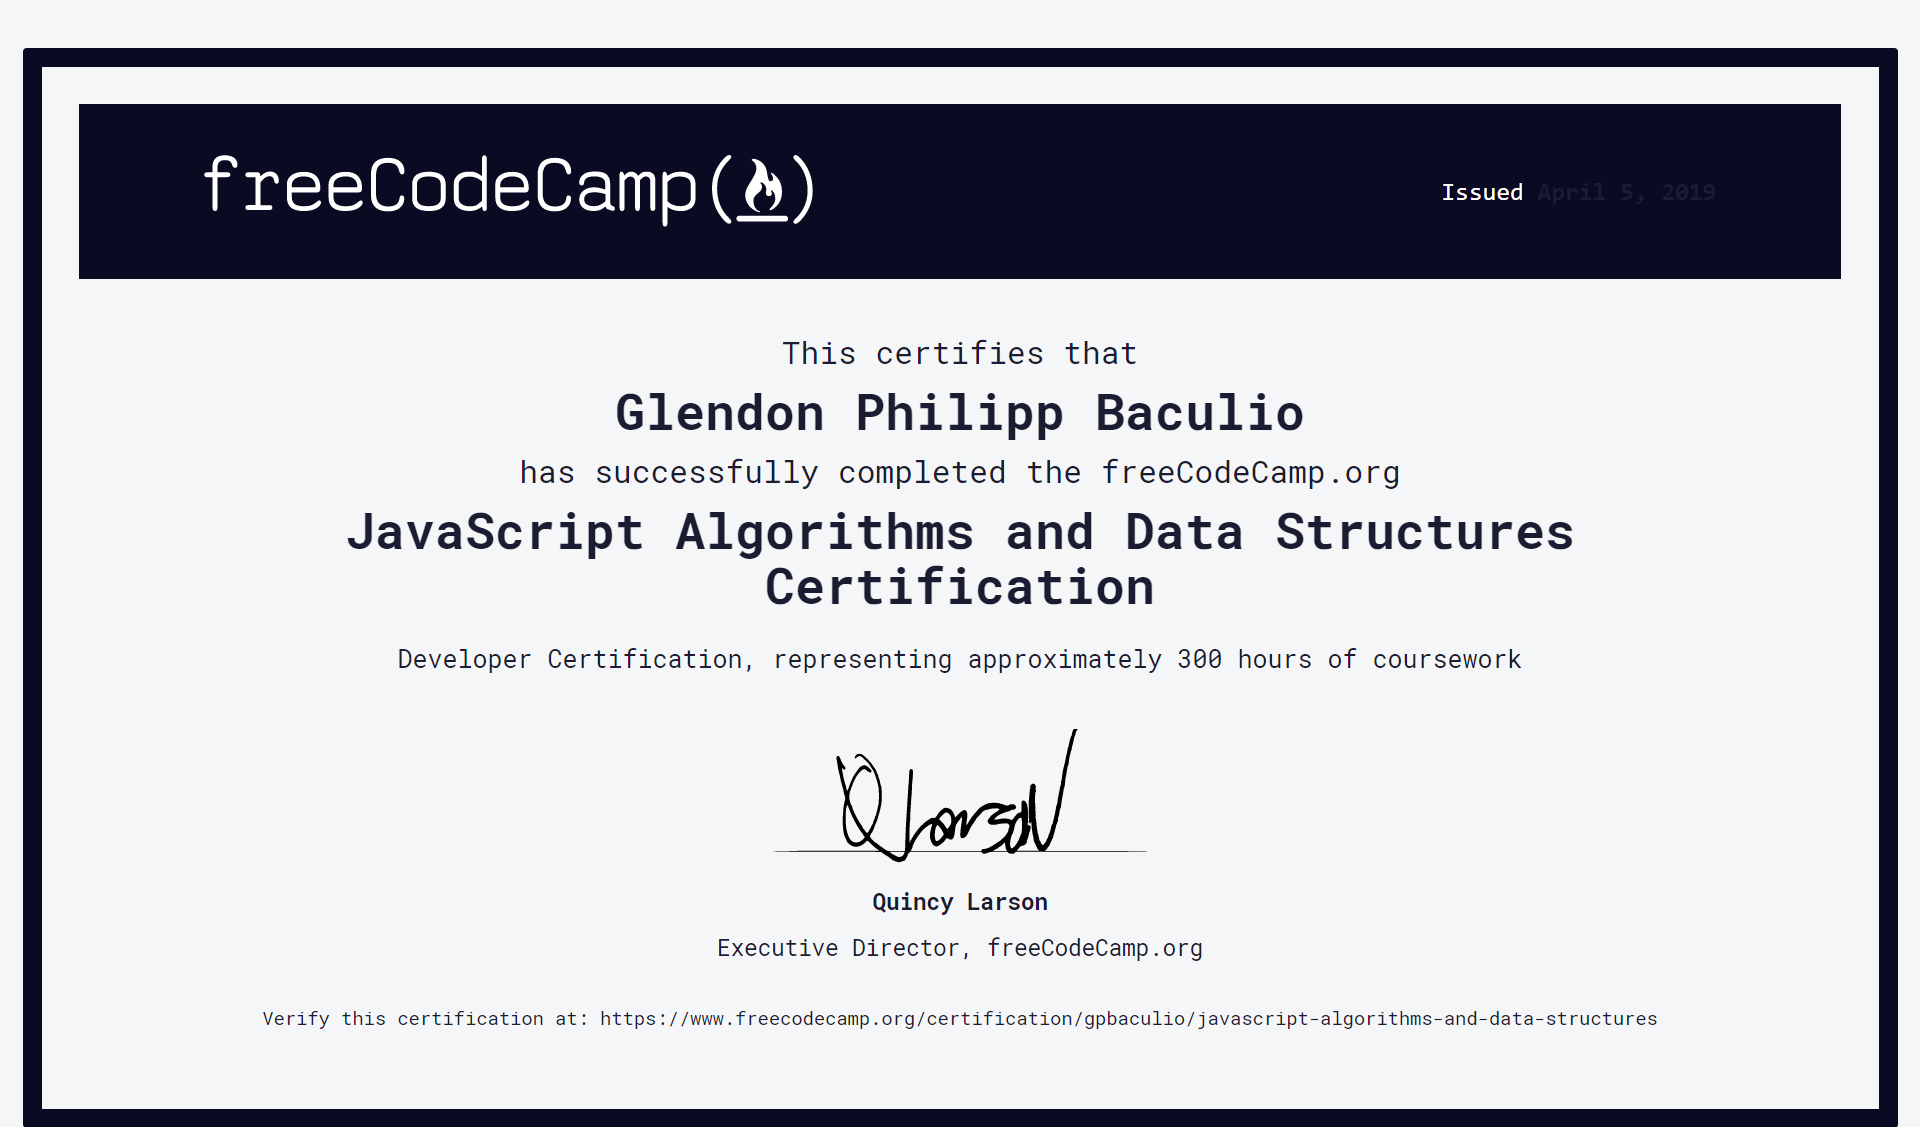 freeCodeCamp(🔥)
Issued April 5, 2019
This certifies that
Glendon Philipp Baculio
has successfully completed the freeCodeCamp.org
JavaScript Algorithms and Data Structures
Certification
Developer Certification, representing approximately 300 hours of coursework
Q Larson
Quincy Larson
Executive Director, freeCodeCamp.org
Verify this certification at: https://www.freecodecamp.org/certification/gpbaculio/javascript-algorithms-and-data-structures